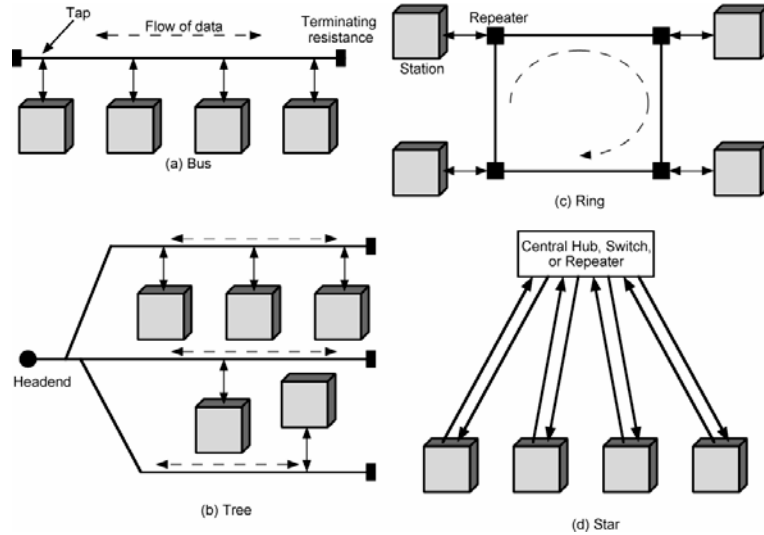 Tap
Flow of data
Terminating
resistance
(a) Bus
Repeater
Station
(c) Ring
Headend
(b) Tree
Central Hub, Switch,
or Repeater
(d) Star